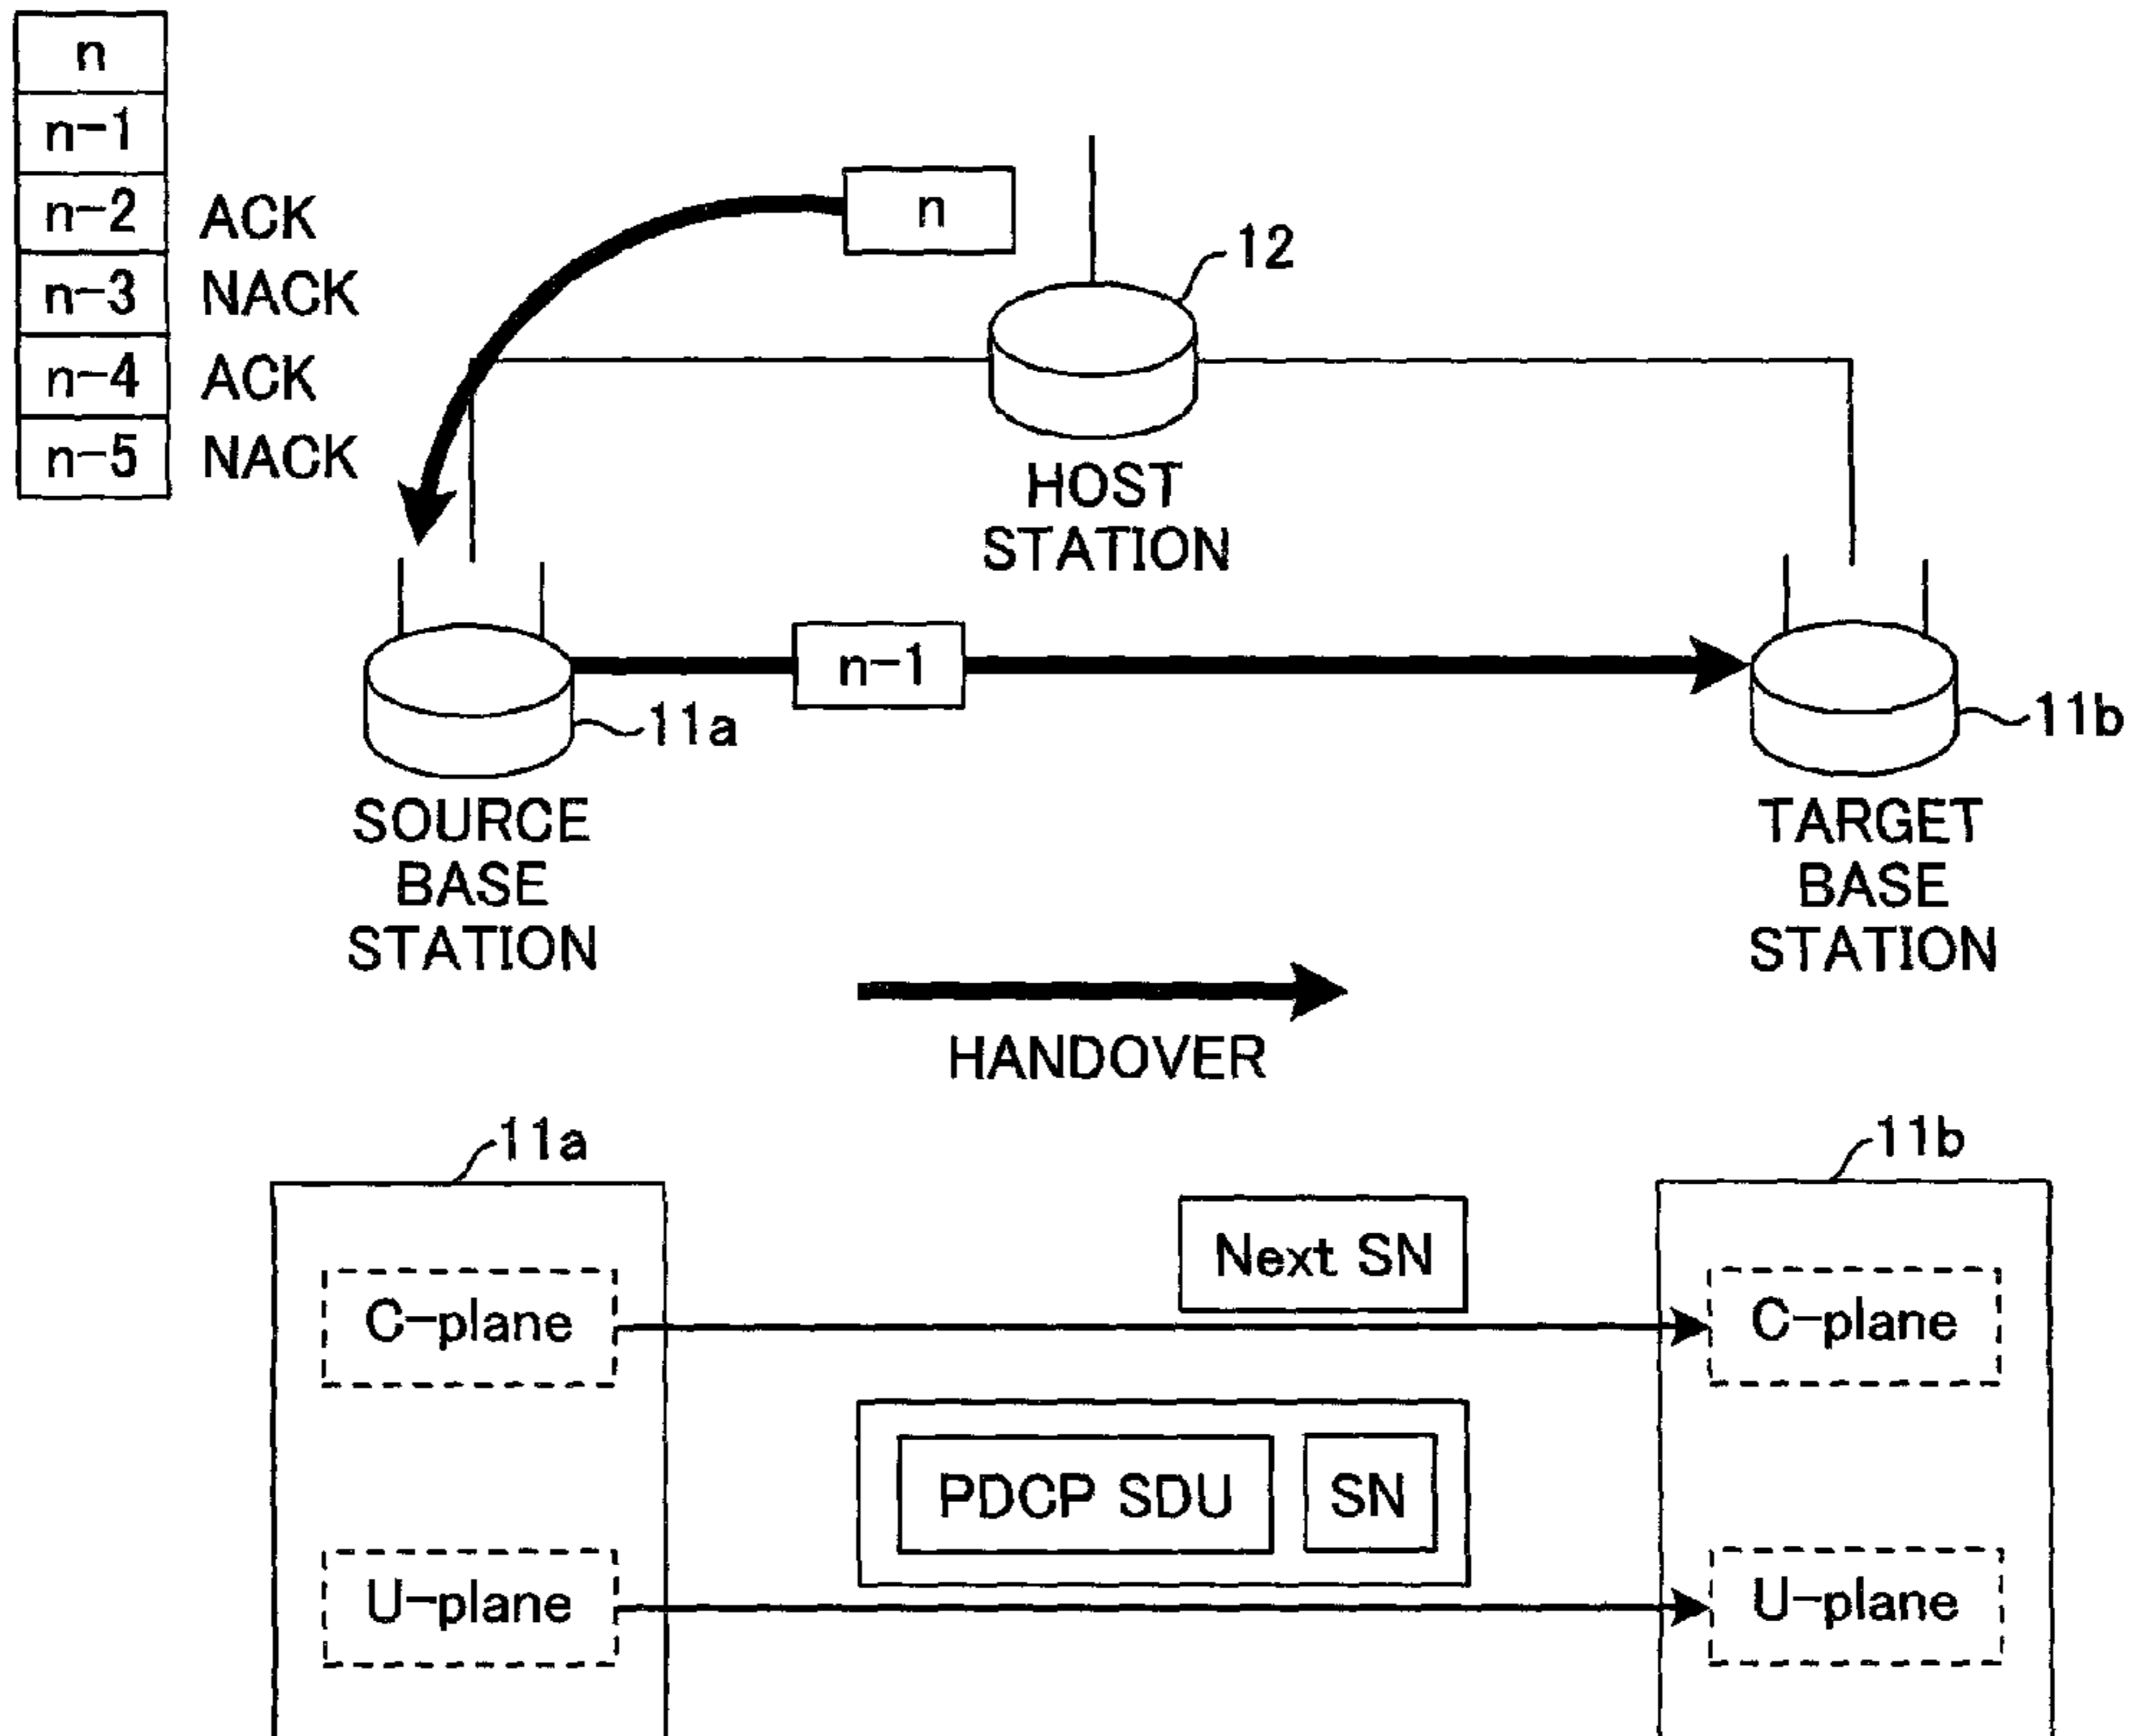 n
n-1
n-2 ACK
n-3 NACK
n-4 ACK
n-5 NACK
n
12
HOST
STATION
n-1
11a
11b
SOURCE
BASE
STATION
TARGET
BASE
STATION
HANDOVER
11a
11b
Next SN
C-plane
C-plane
PDCP SDU
SN
U-plane
U-plane